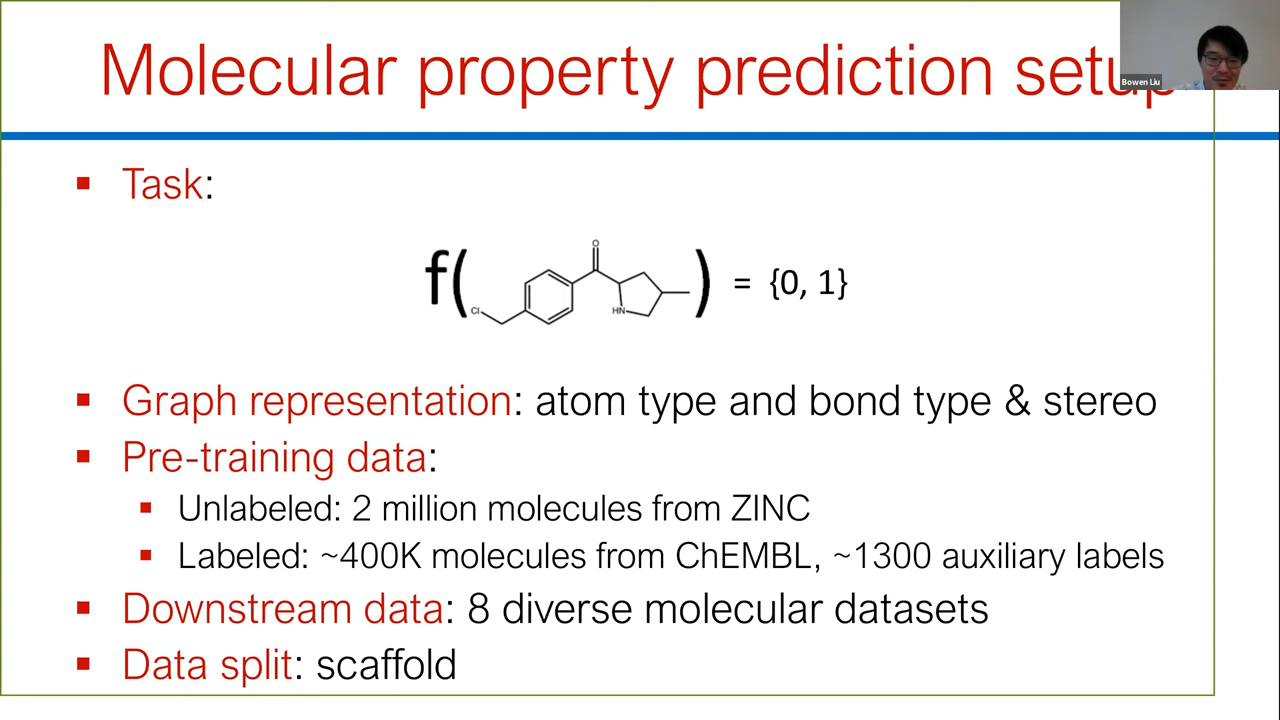 Molecular property prediction setup
Bowen Liu
Task:
f( ) = {0, 1}
O
Cl
HN
Graph representation: atom type and bond type & stereo
Pre-training data:
Unlabeled: 2 million molecules from ZINC
Labeled: ~400K molecules from ChEMBL, ~1300 auxiliary labels
Downstream data: 8 diverse molecular datasets
Data split: scaffold